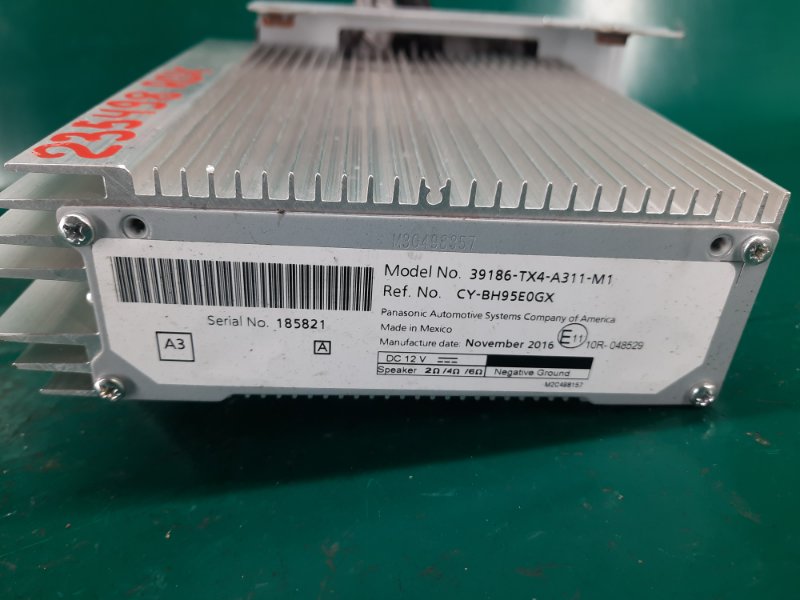 M30498357
Model No. 39186-TX4-A311-M1
Ref. No. CY-BH95E0GX
Serial No. 185821
Panasonic Automotive Systems Company of America
Made in Mexico
Manufacture date: November 2016 E11 10R-048529
A3
A
DC 12 V
Speaker 2Ω/4Ω/6Ω Negative Ground
M2C498157